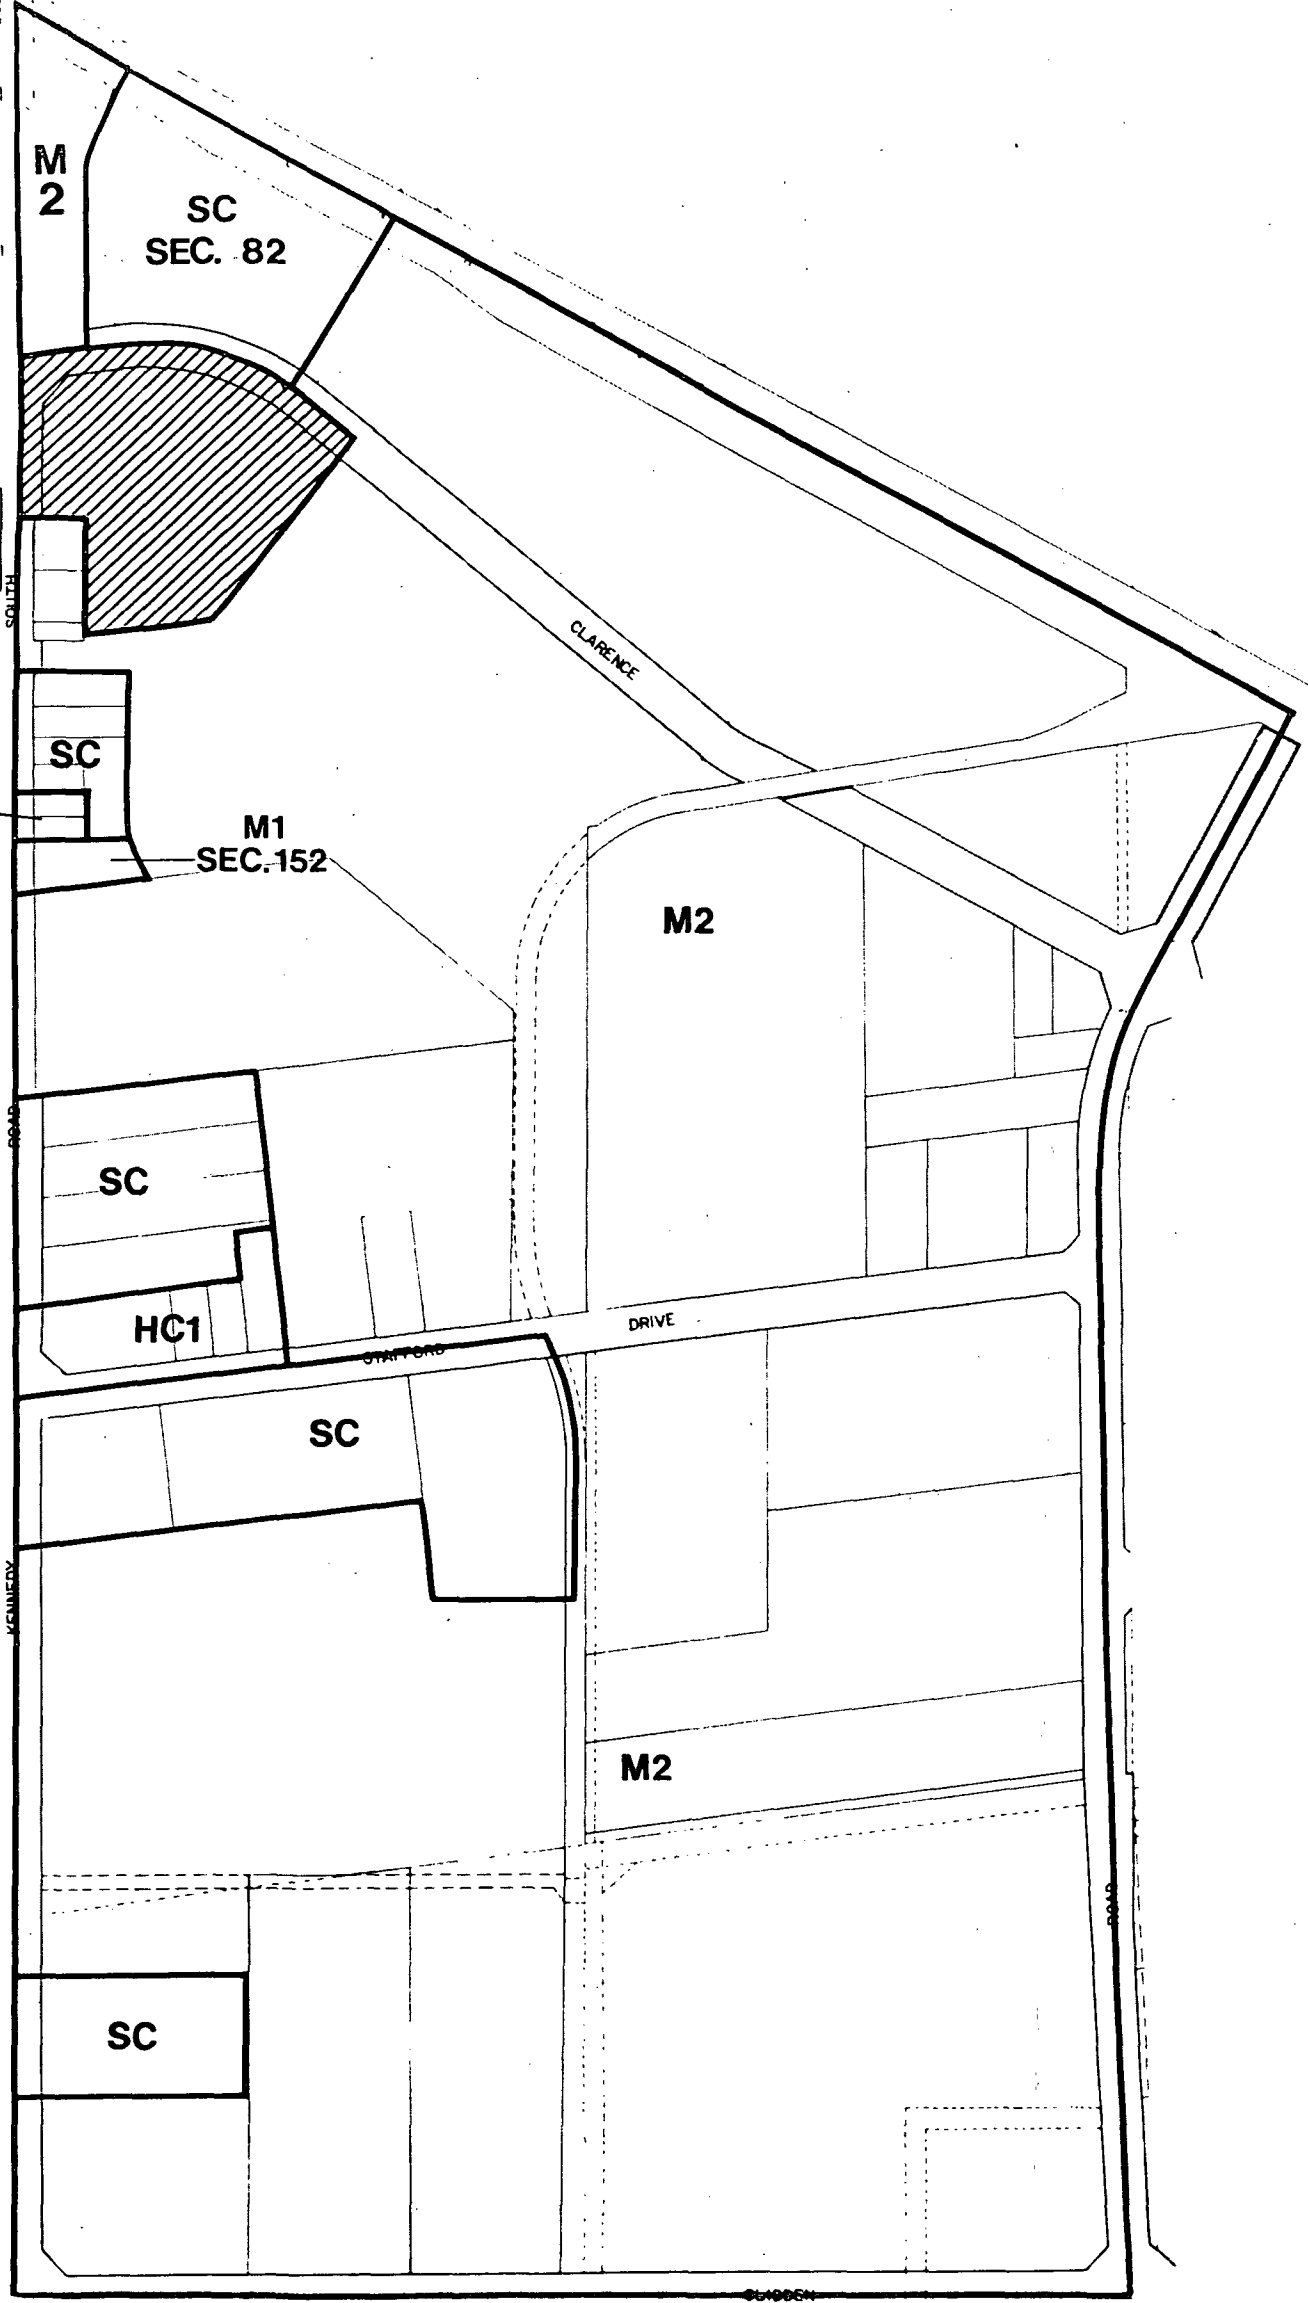 M
2
SC
SEC. 82
SOUTH
CLARENCE
SC
M1
SEC. 152
M2
ROAD
SC
HC1
DRIVE
STAFFORD
SC
KENNEDY
M2
ROAD
SC
GLIDDEN